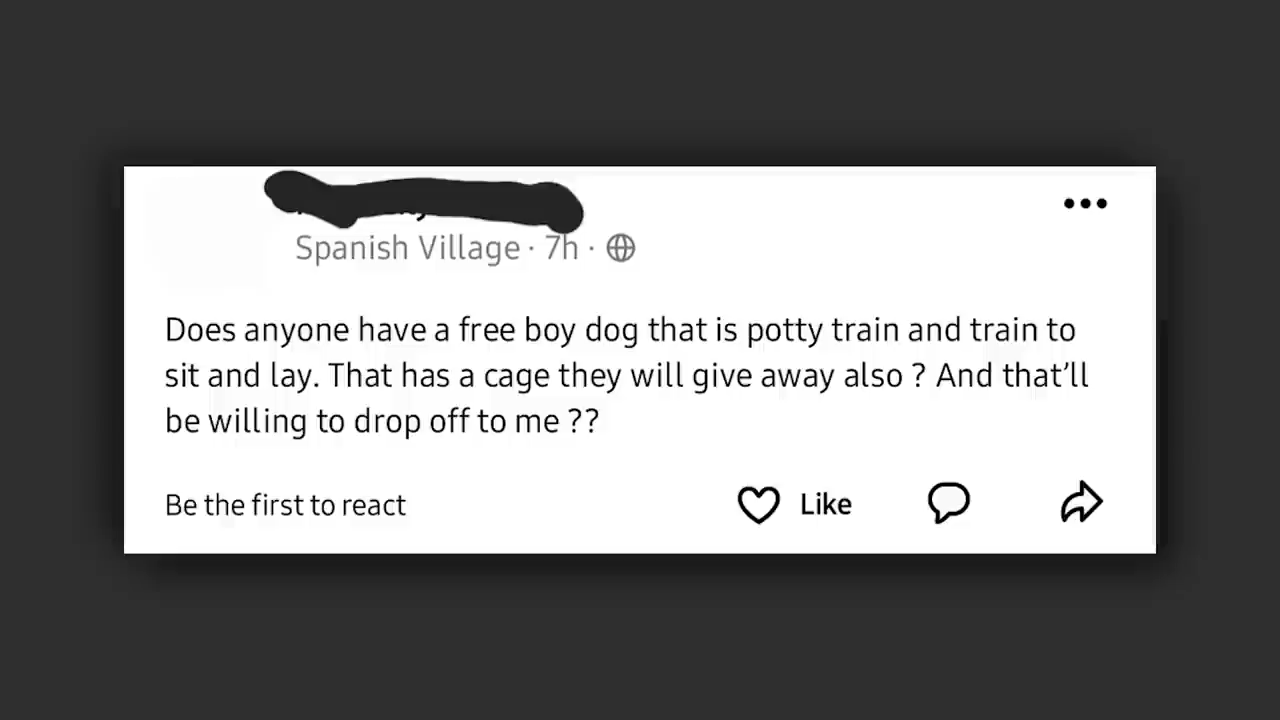 Spanish Village · 7h ·
Does anyone have a free boy dog that is potty train and train to
sit and lay. That has a cage they will give away also ? And that’ll
be willing to drop off to me ??
Be the first to react
Like